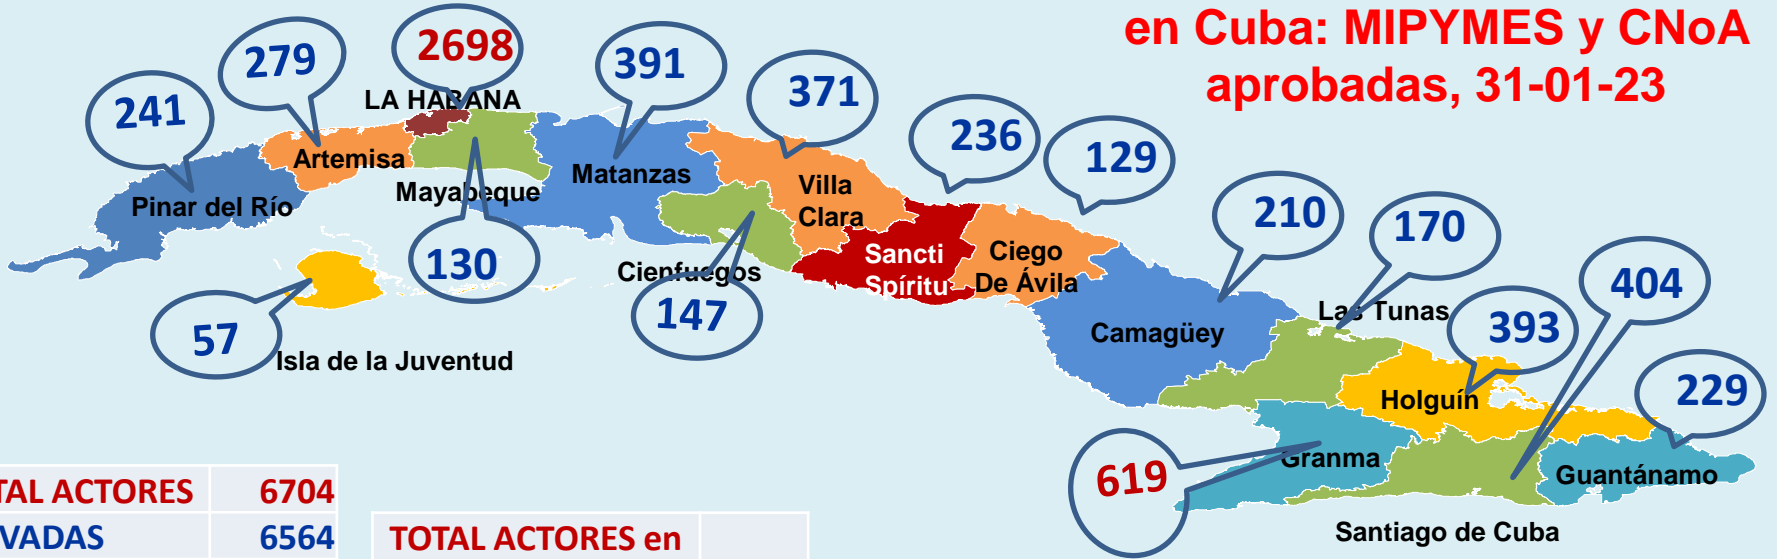 en Cuba: MIPYMES y CNoA
aprobadas, 31-01-23
2698
279
391
371
241
LA HABANA
236
129
Artemisa
Matanzas
Villa
Clara
Mayabeque
Pinar del Río
210
170
130
Cienfuegos
Sancti
Spíritu
Ciego
De Ávila
404
57
147
Las Tunas
393
Camagüey
Isla de la Juventud
Holguín
229
619
Granma
Guantánamo
Santiago de Cuba
TAL ACTORES 6704
VADAS 6564
TOTAL ACTORES en